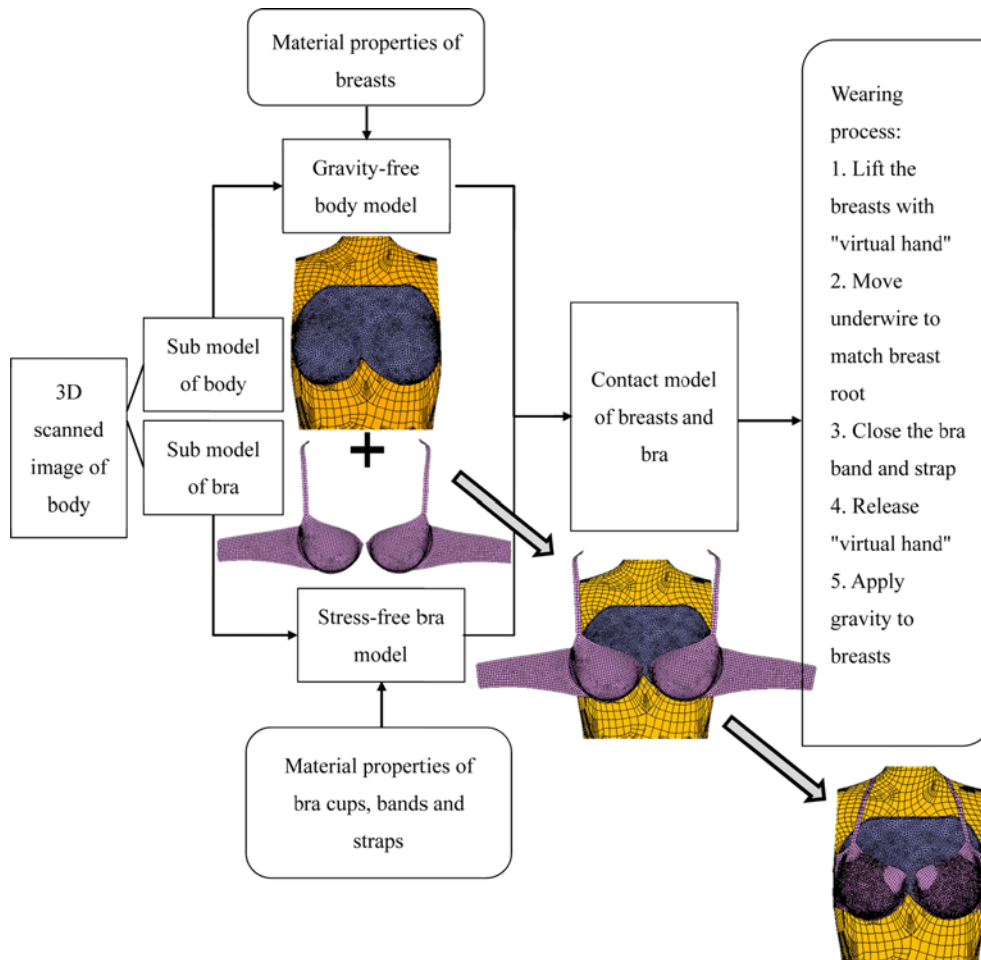 Material properties of
breasts
Gravity-free
body model
Sub model
of body
3D
scanned
image of
body
Sub model
of bra
Stress-free bra
model
Material properties of
bra cups, bands and
straps
Contact model
of breasts and
bra
Wearing
process:
1. Lift the
breasts with
"virtual hand"
2. Move
underwire to
match breast
root
3. Close the bra
band and strap
4. Release
"virtual hand"
5. Apply
gravity to
breasts